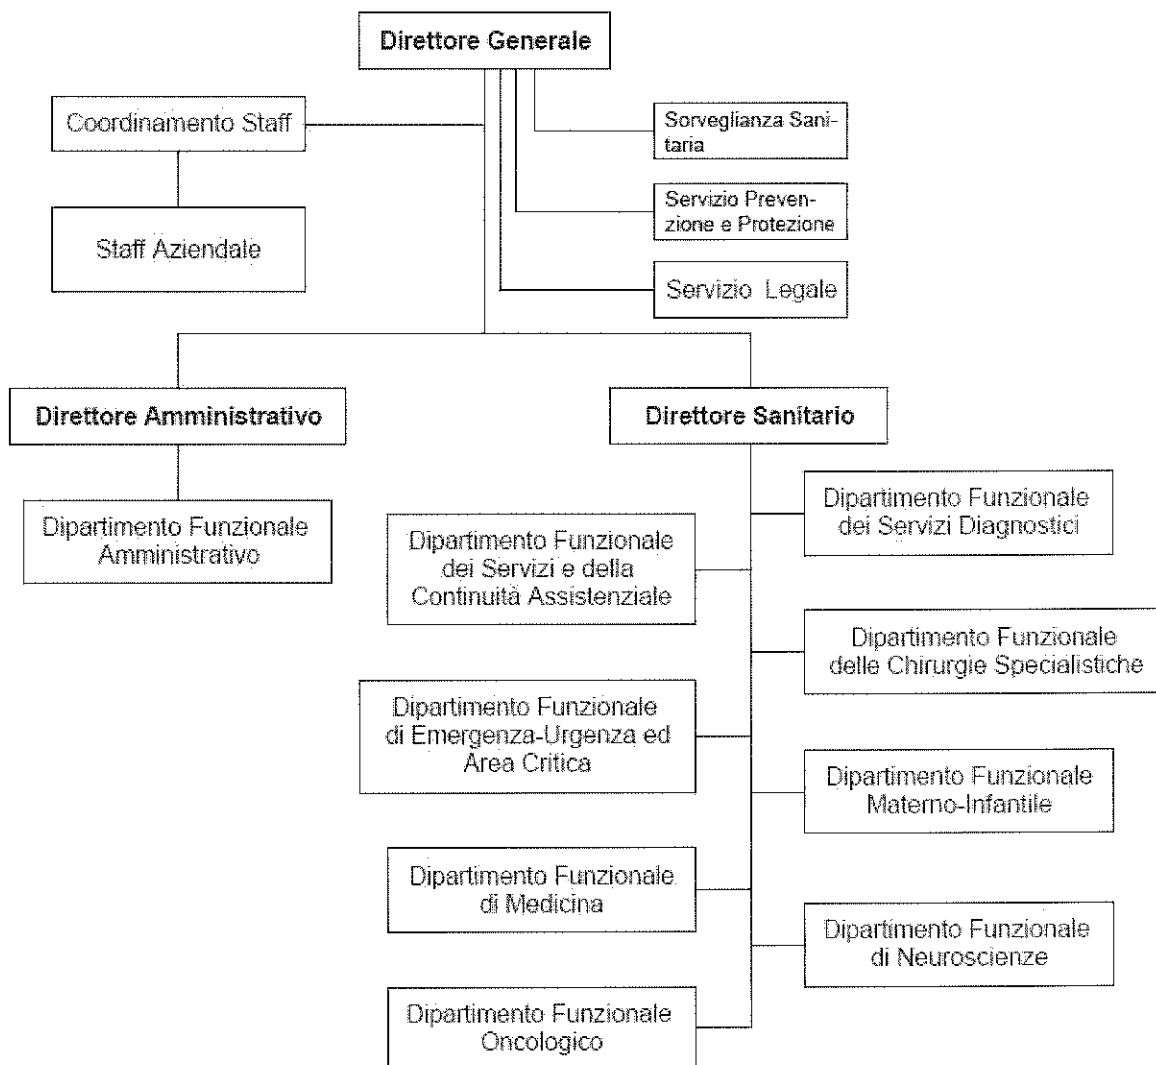 Direttore Generale
Coordinamento Staff
Sorveglianza Sani-
taria
Servizio Preven-
zione e Protezione
Staff Aziendale
Servizio Legale
Direttore Amministrativo
Direttore Sanitario
Dipartimento Funzionale
Amministrativo
Dipartimento Funzionale
dei Servizi Diagnostici
Dipartimento Funzionale
dei Servizi e della
Continuità Assistenziale
Dipartimento Funzionale
delle Chirurgie Specialistiche
Dipartimento Funzionale
di Emergenza-Urgenza ed
Area Critica
Dipartimento Funzionale
Materno-Infantile
Dipartimento Funzionale
di Medicina
Dipartimento Funzionale
di Neuroscienze
Dipartimento Funzionale
Oncologico